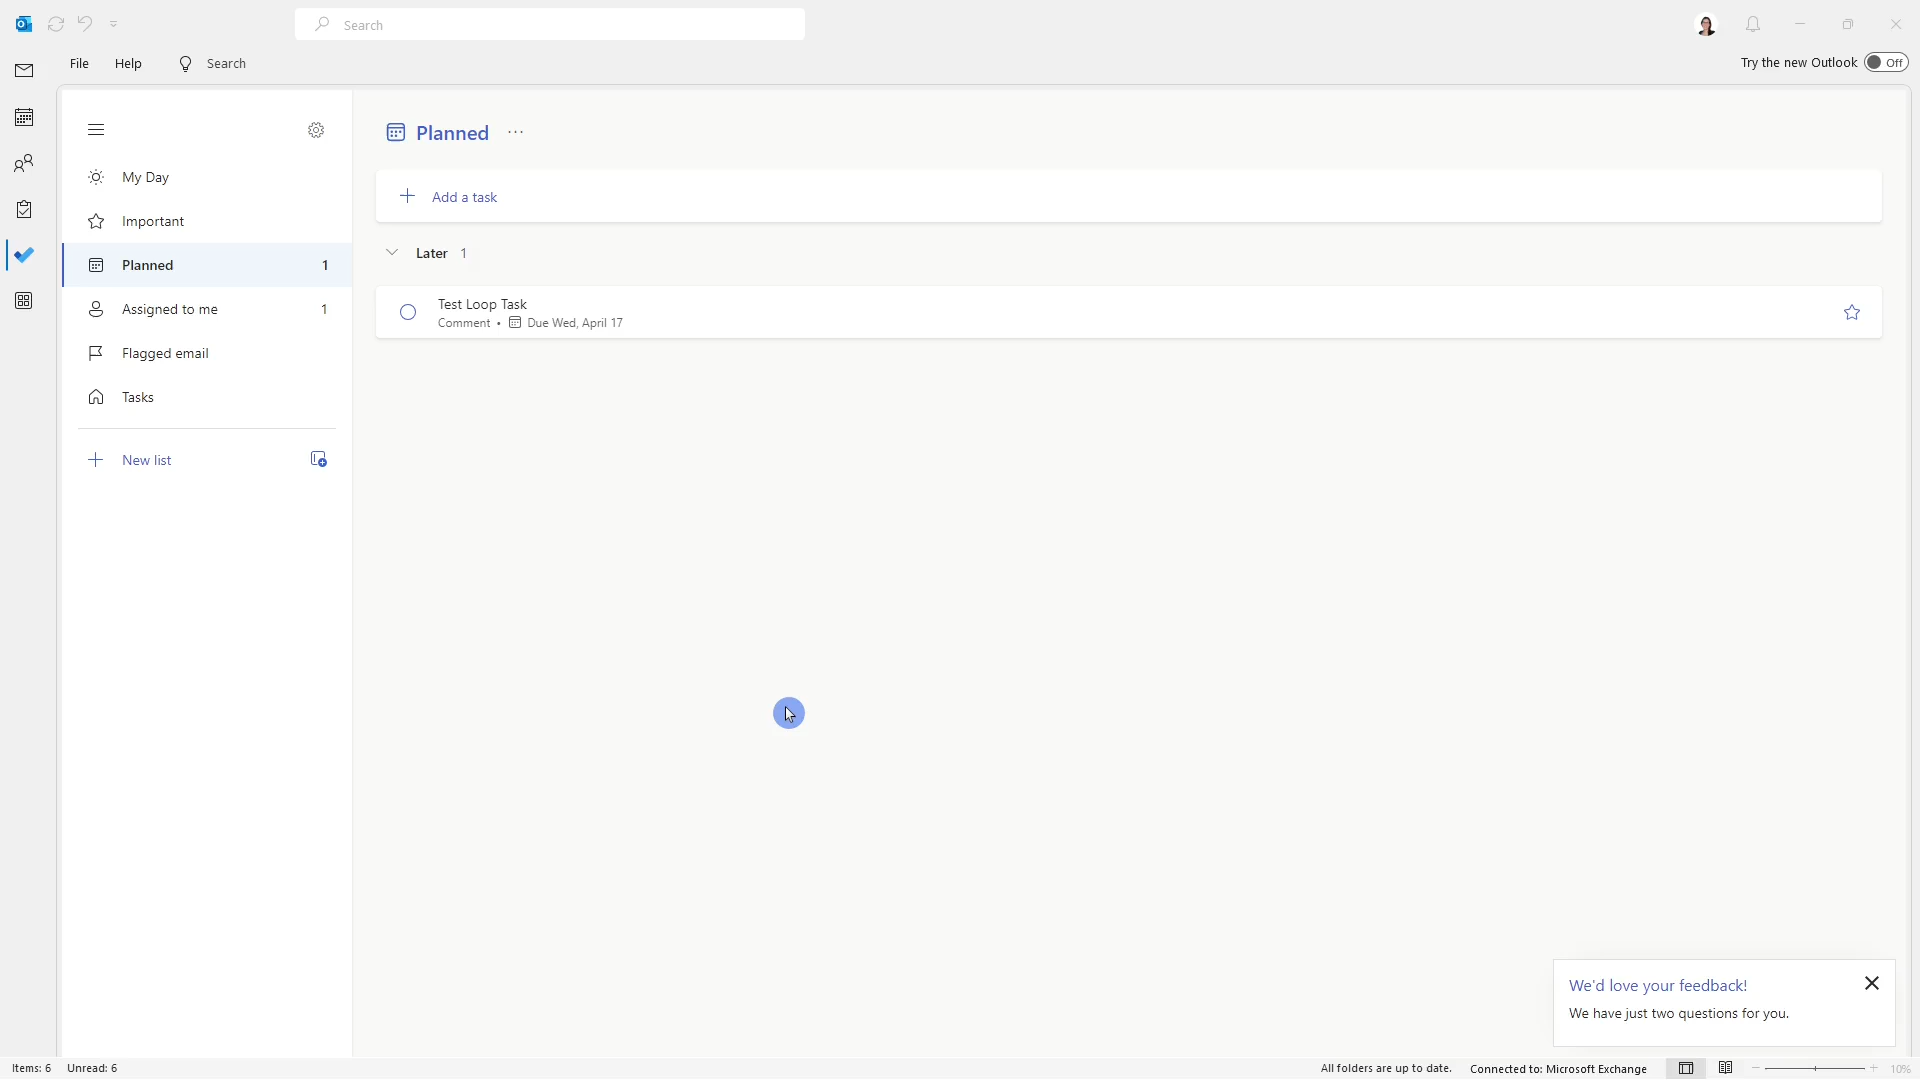 Search
File
Help
Search
Try the new Outlook
Off
My Day
Important
Planned 1
Assigned to me 1
Flagged email
Tasks
New list
Planned ...
Add a task
Later 1
Test Loop Task
Comment • Due Wed, April 17
We'd love your feedback!
We have just two questions for you.
Items: 6 Unread: 6
All folders are up to date. Connected to: Microsoft Exchange
10%